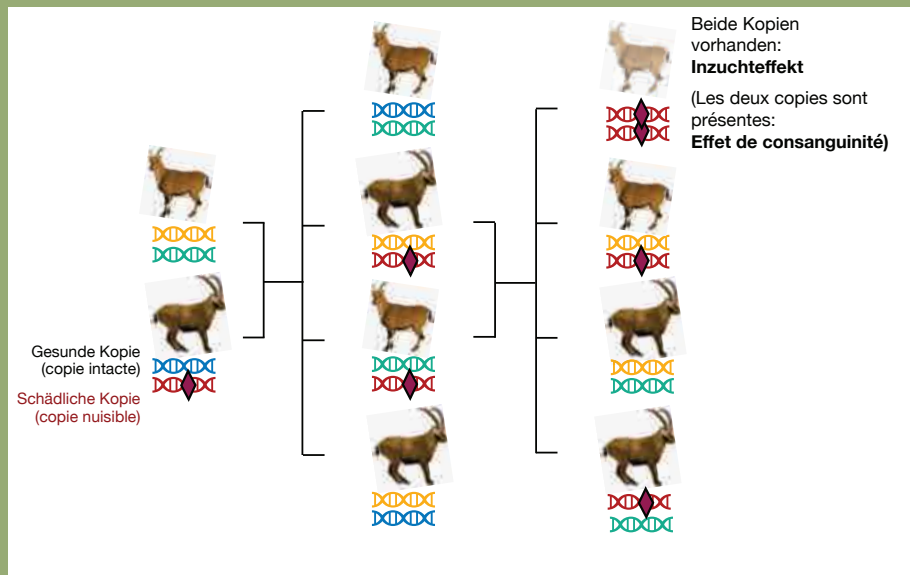 Beide Kopien
vorhanden:
Inzuchteffekt
(Les deux copies sont
présentes:
Effet de consanguinité)
Gesunde Kopie
(copie intacte)
Schädliche Kopie
(copie nuisible)